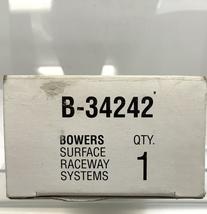 B-34242
BOWERS QTY.
SURFACE
RACEWAY 1
SYSTEMS